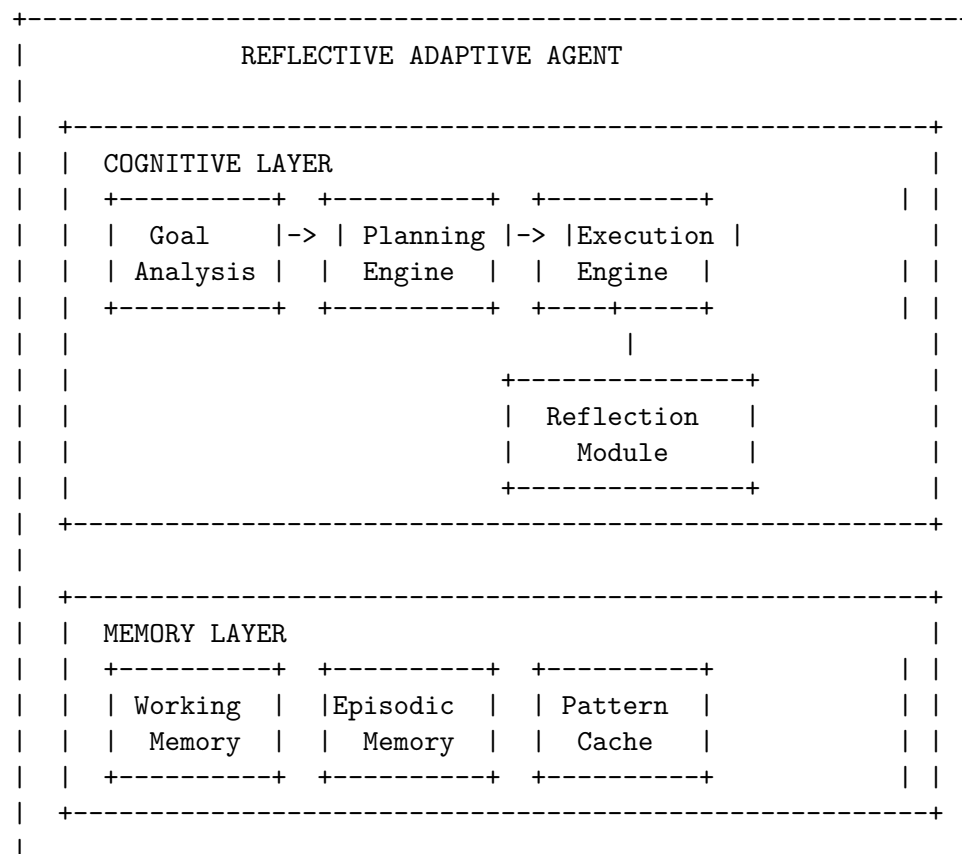 REFLECTIVE ADAPTIVE AGENT
COGNITIVE LAYER
Goal Analysis
Planning Engine
Execution Engine
Reflection Module
MEMORY LAYER
Working Memory
Episodic Memory
Pattern Cache